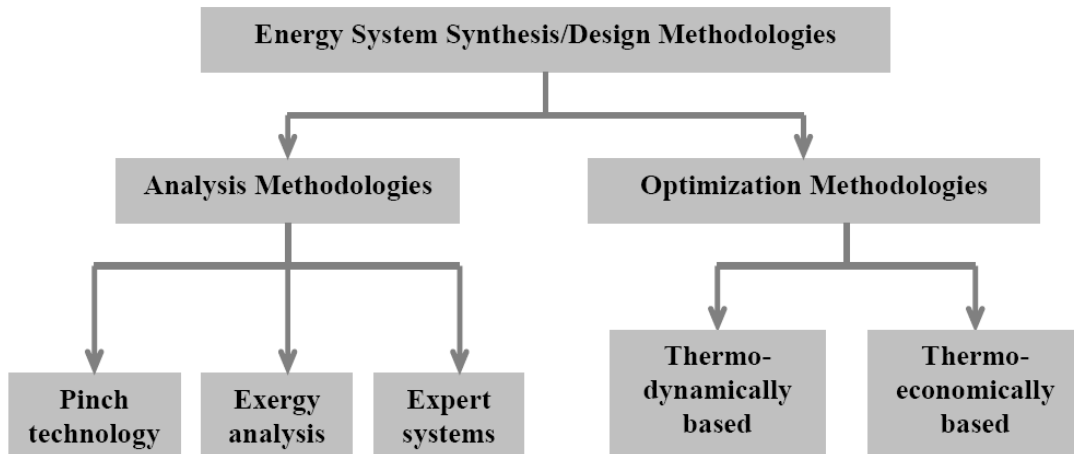 Energy System Synthesis/Design Methodologies
Analysis Methodologies
Optimization Methodologies
Pinch
technology
Exergy
analysis
Expert
systems
Thermo-
dynamically
based
Thermo-
economically
based